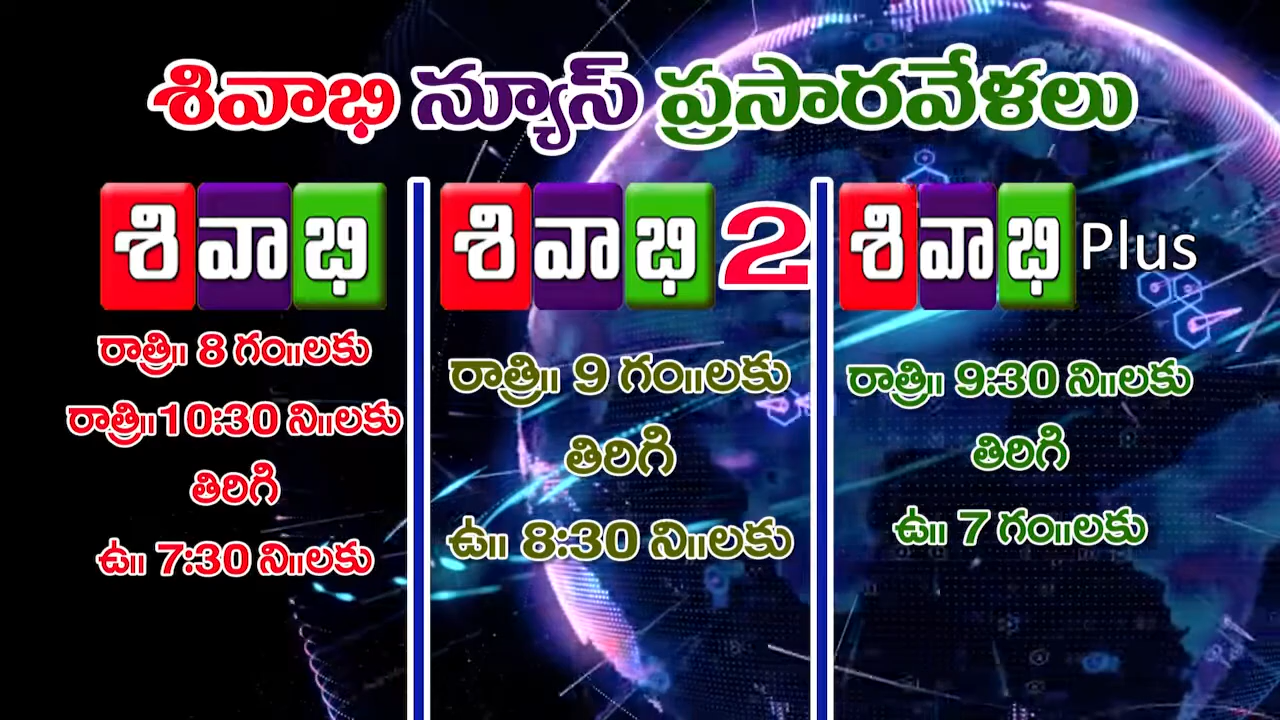 శివాభి న్యూస్ ప్రసారవేళలు
శివాభి
రాత్రి॥ 8 గం॥లకు
రాత్రి॥10:30 ని॥లకు
తిరిగి
ఉ॥ 7:30 ని॥లకు
శివాభి 2
రాత్రి॥ 9 గం॥లకు
తిరిగి
ఉ॥ 8:30 ని॥లకు
శివాభి Plus
రాత్రి॥ 9:30 ని॥లకు
తిరిగి
ఉ॥ 7 గం॥లకు